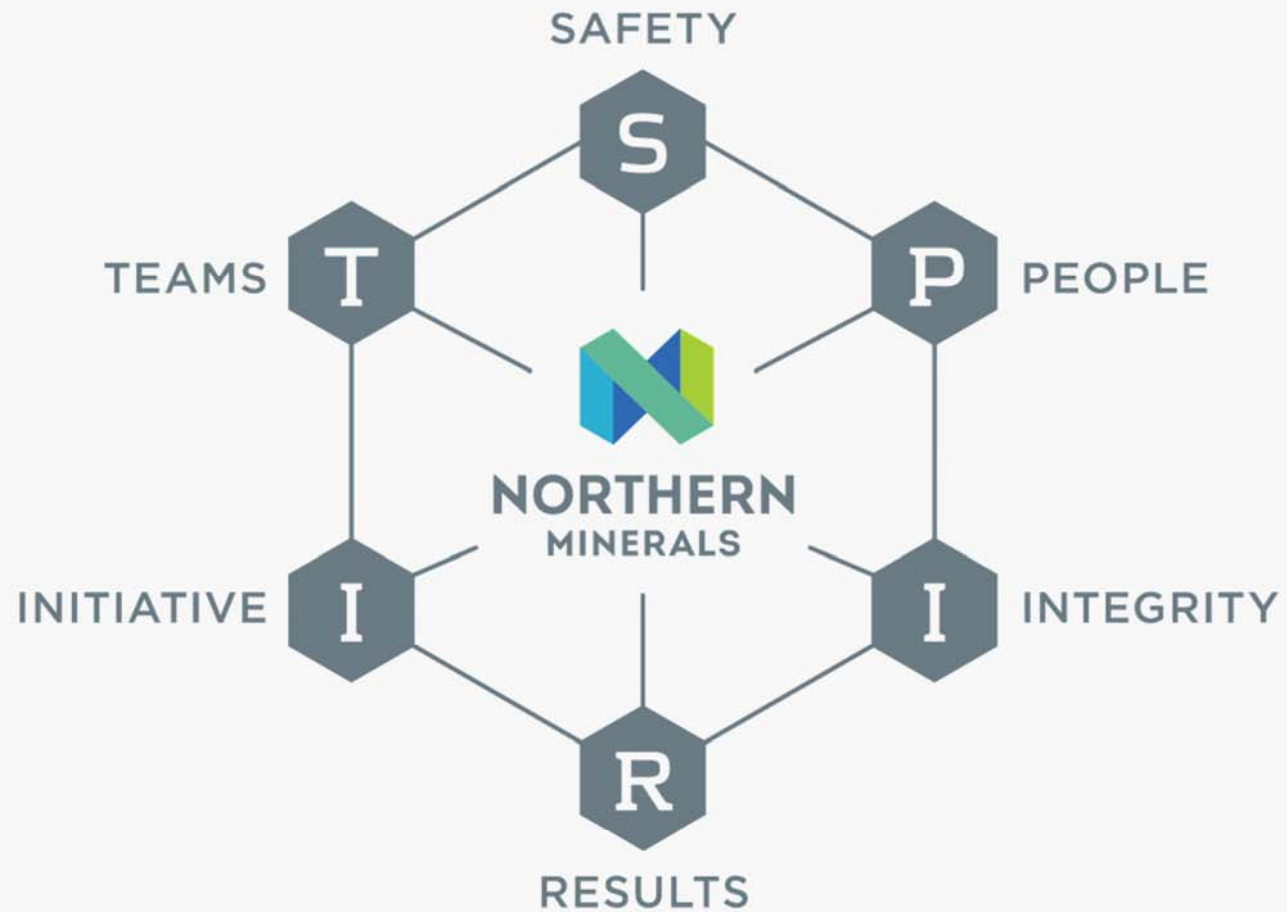 SAFETY
S
T
TEAMS
P
PEOPLE
NORTHERN
MINERALS
INITIATIVE
I
I
INTEGRITY
R
RESULTS